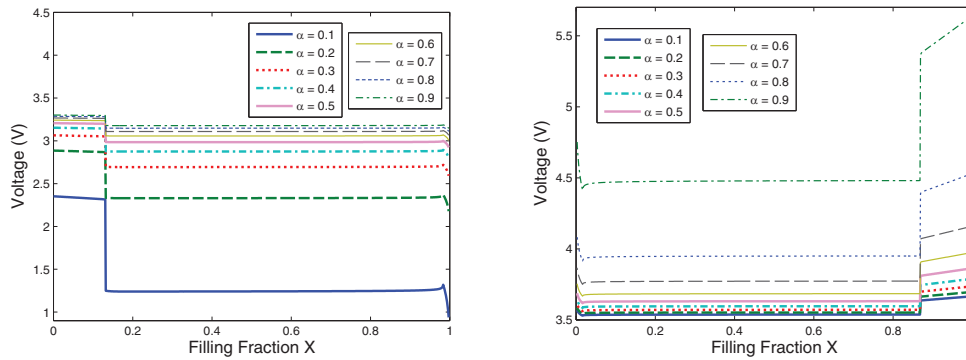 4.5
4
3.5
3
2.5
2
1.5
1
Voltage (V)
0
0.2
0.4
0.6
0.8
1
Filling Fraction X
α = 0.1
α = 0.2
α = 0.3
α = 0.4
α = 0.5
α = 0.6
α = 0.7
α = 0.8
α = 0.9
5.5
5
4.5
4
3.5
Voltage (V)
0
0.2
0.4
0.6
0.8
Filling Fraction X
α = 0.1
α = 0.2
α = 0.3
α = 0.4
α = 0.5
α = 0.6
α = 0.7
α = 0.8
α = 0.9